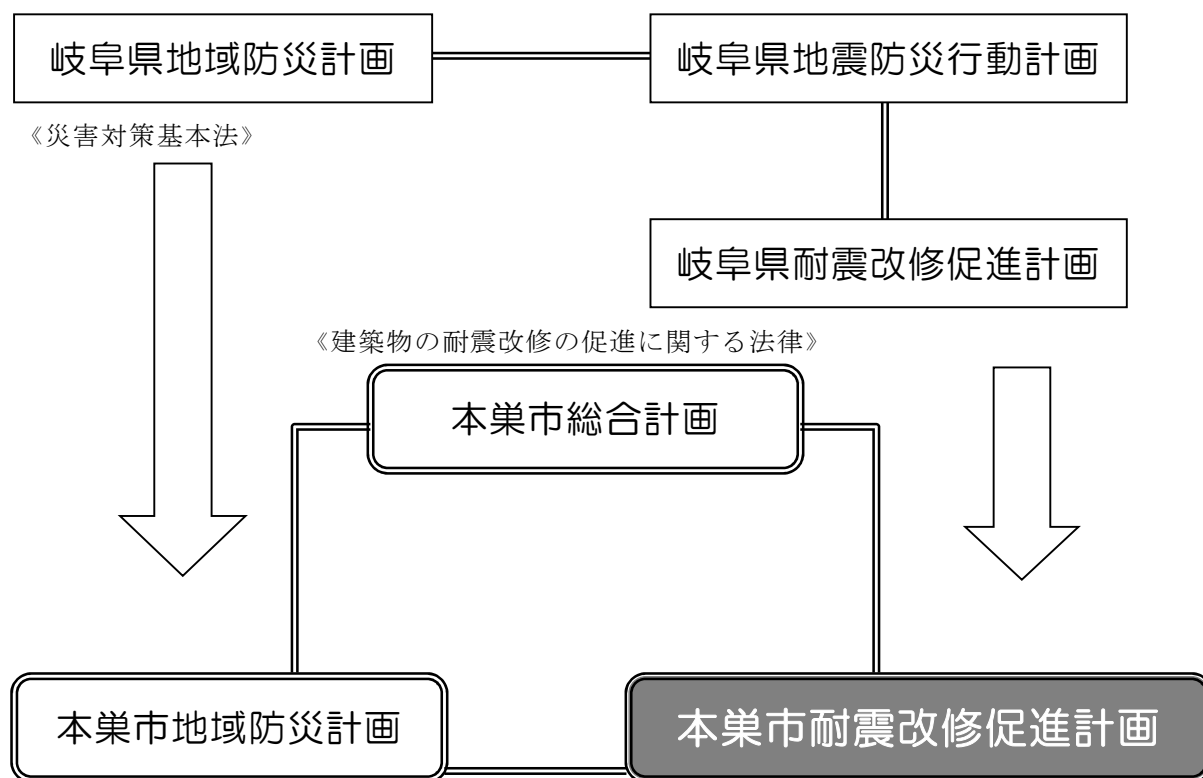 岐阜県地域防災計画
岐阜県地震防災行動計画
《災害対策基本法》
岐阜県耐震改修促進計画
《建築物の耐震改修の促進に関する法律》
本巣市総合計画
本巣市地域防災計画
本巣市耐震改修促進計画